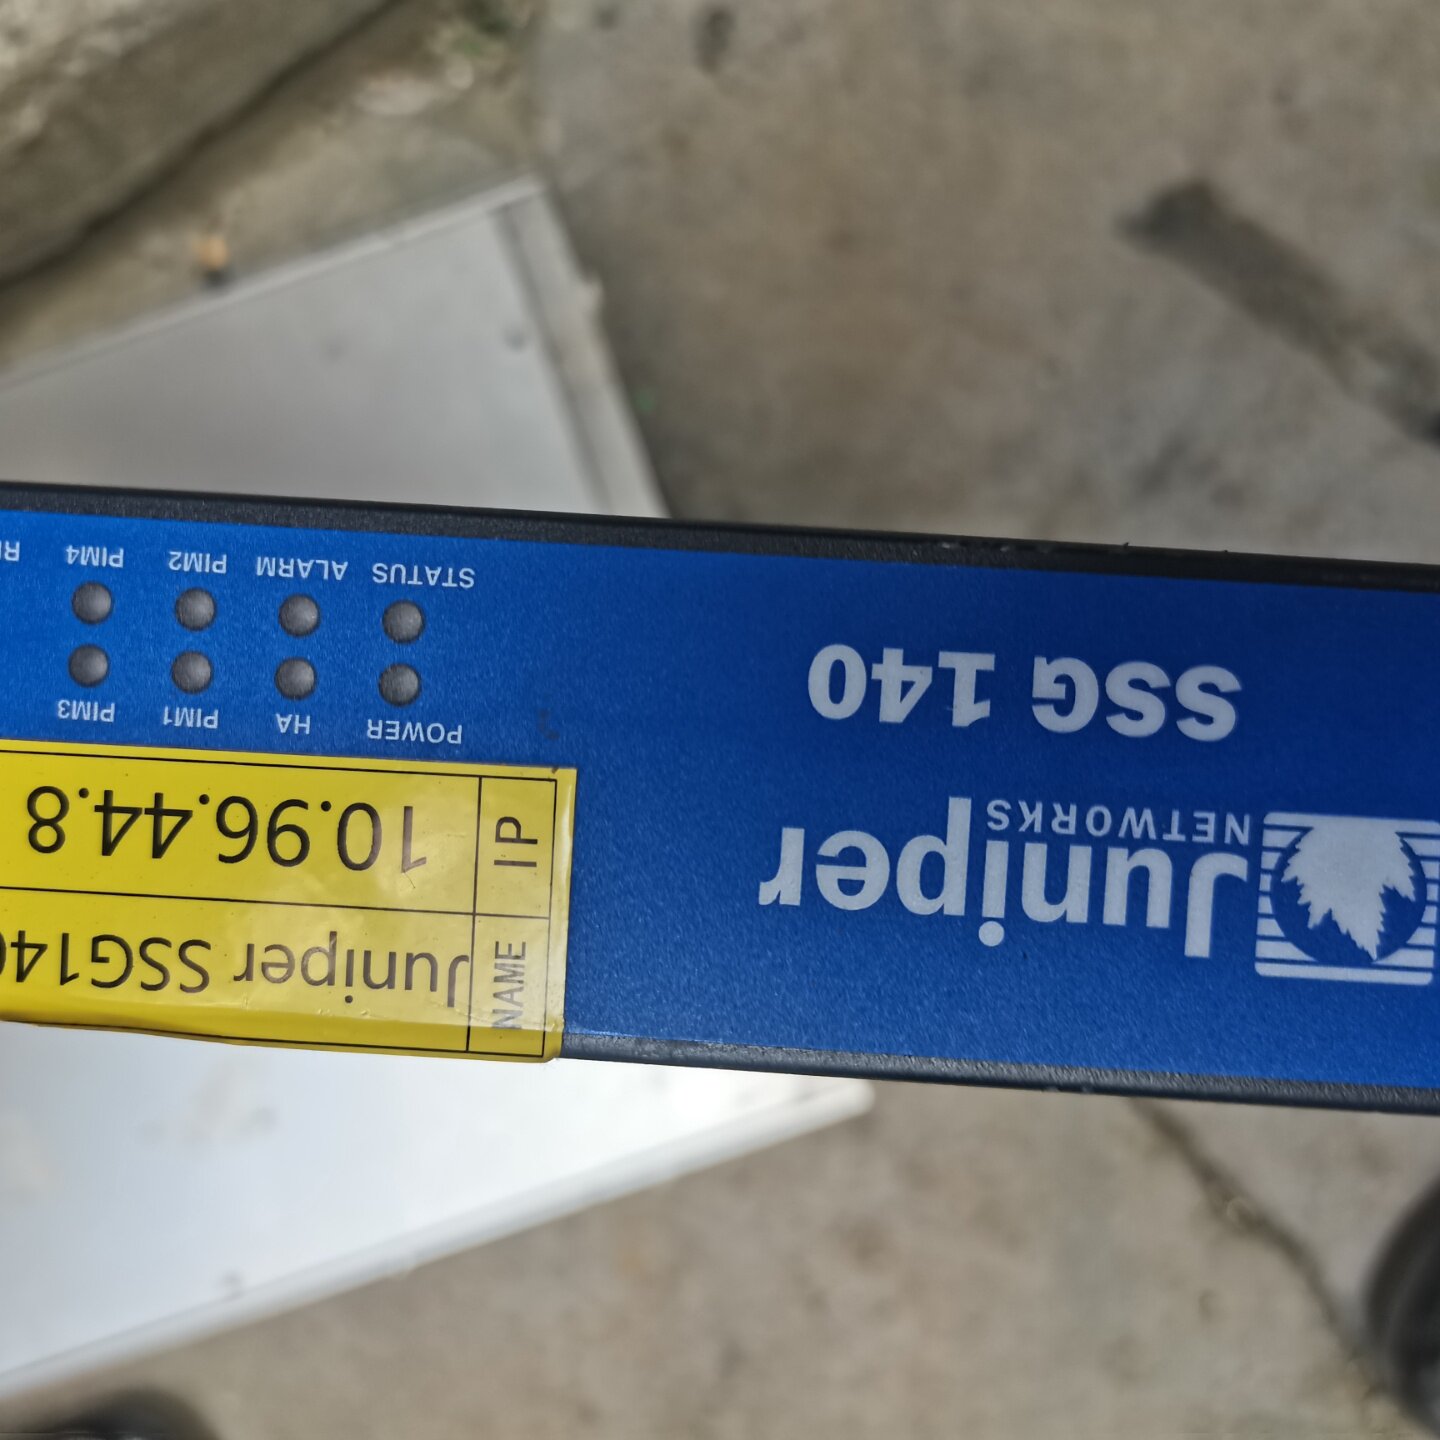 Juniper
NETWORKS
SSG 140
NAME Juniper SSG140
IP 10.96.44.8
POWER HA PIM1 PIM3
STATUS ALARM PIM2 PIM4